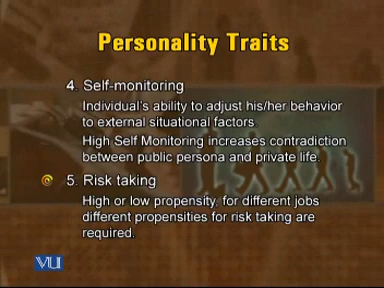 Personality Traits
4. Self-monitoring
Individual's ability to adjust his/her behavior
to external situational factors.
High Self Monitoring increases contradiction
between public persona and private life.
5. Risk taking
High or low propensity, for different jobs
different propensities for risk taking are
required.
VU